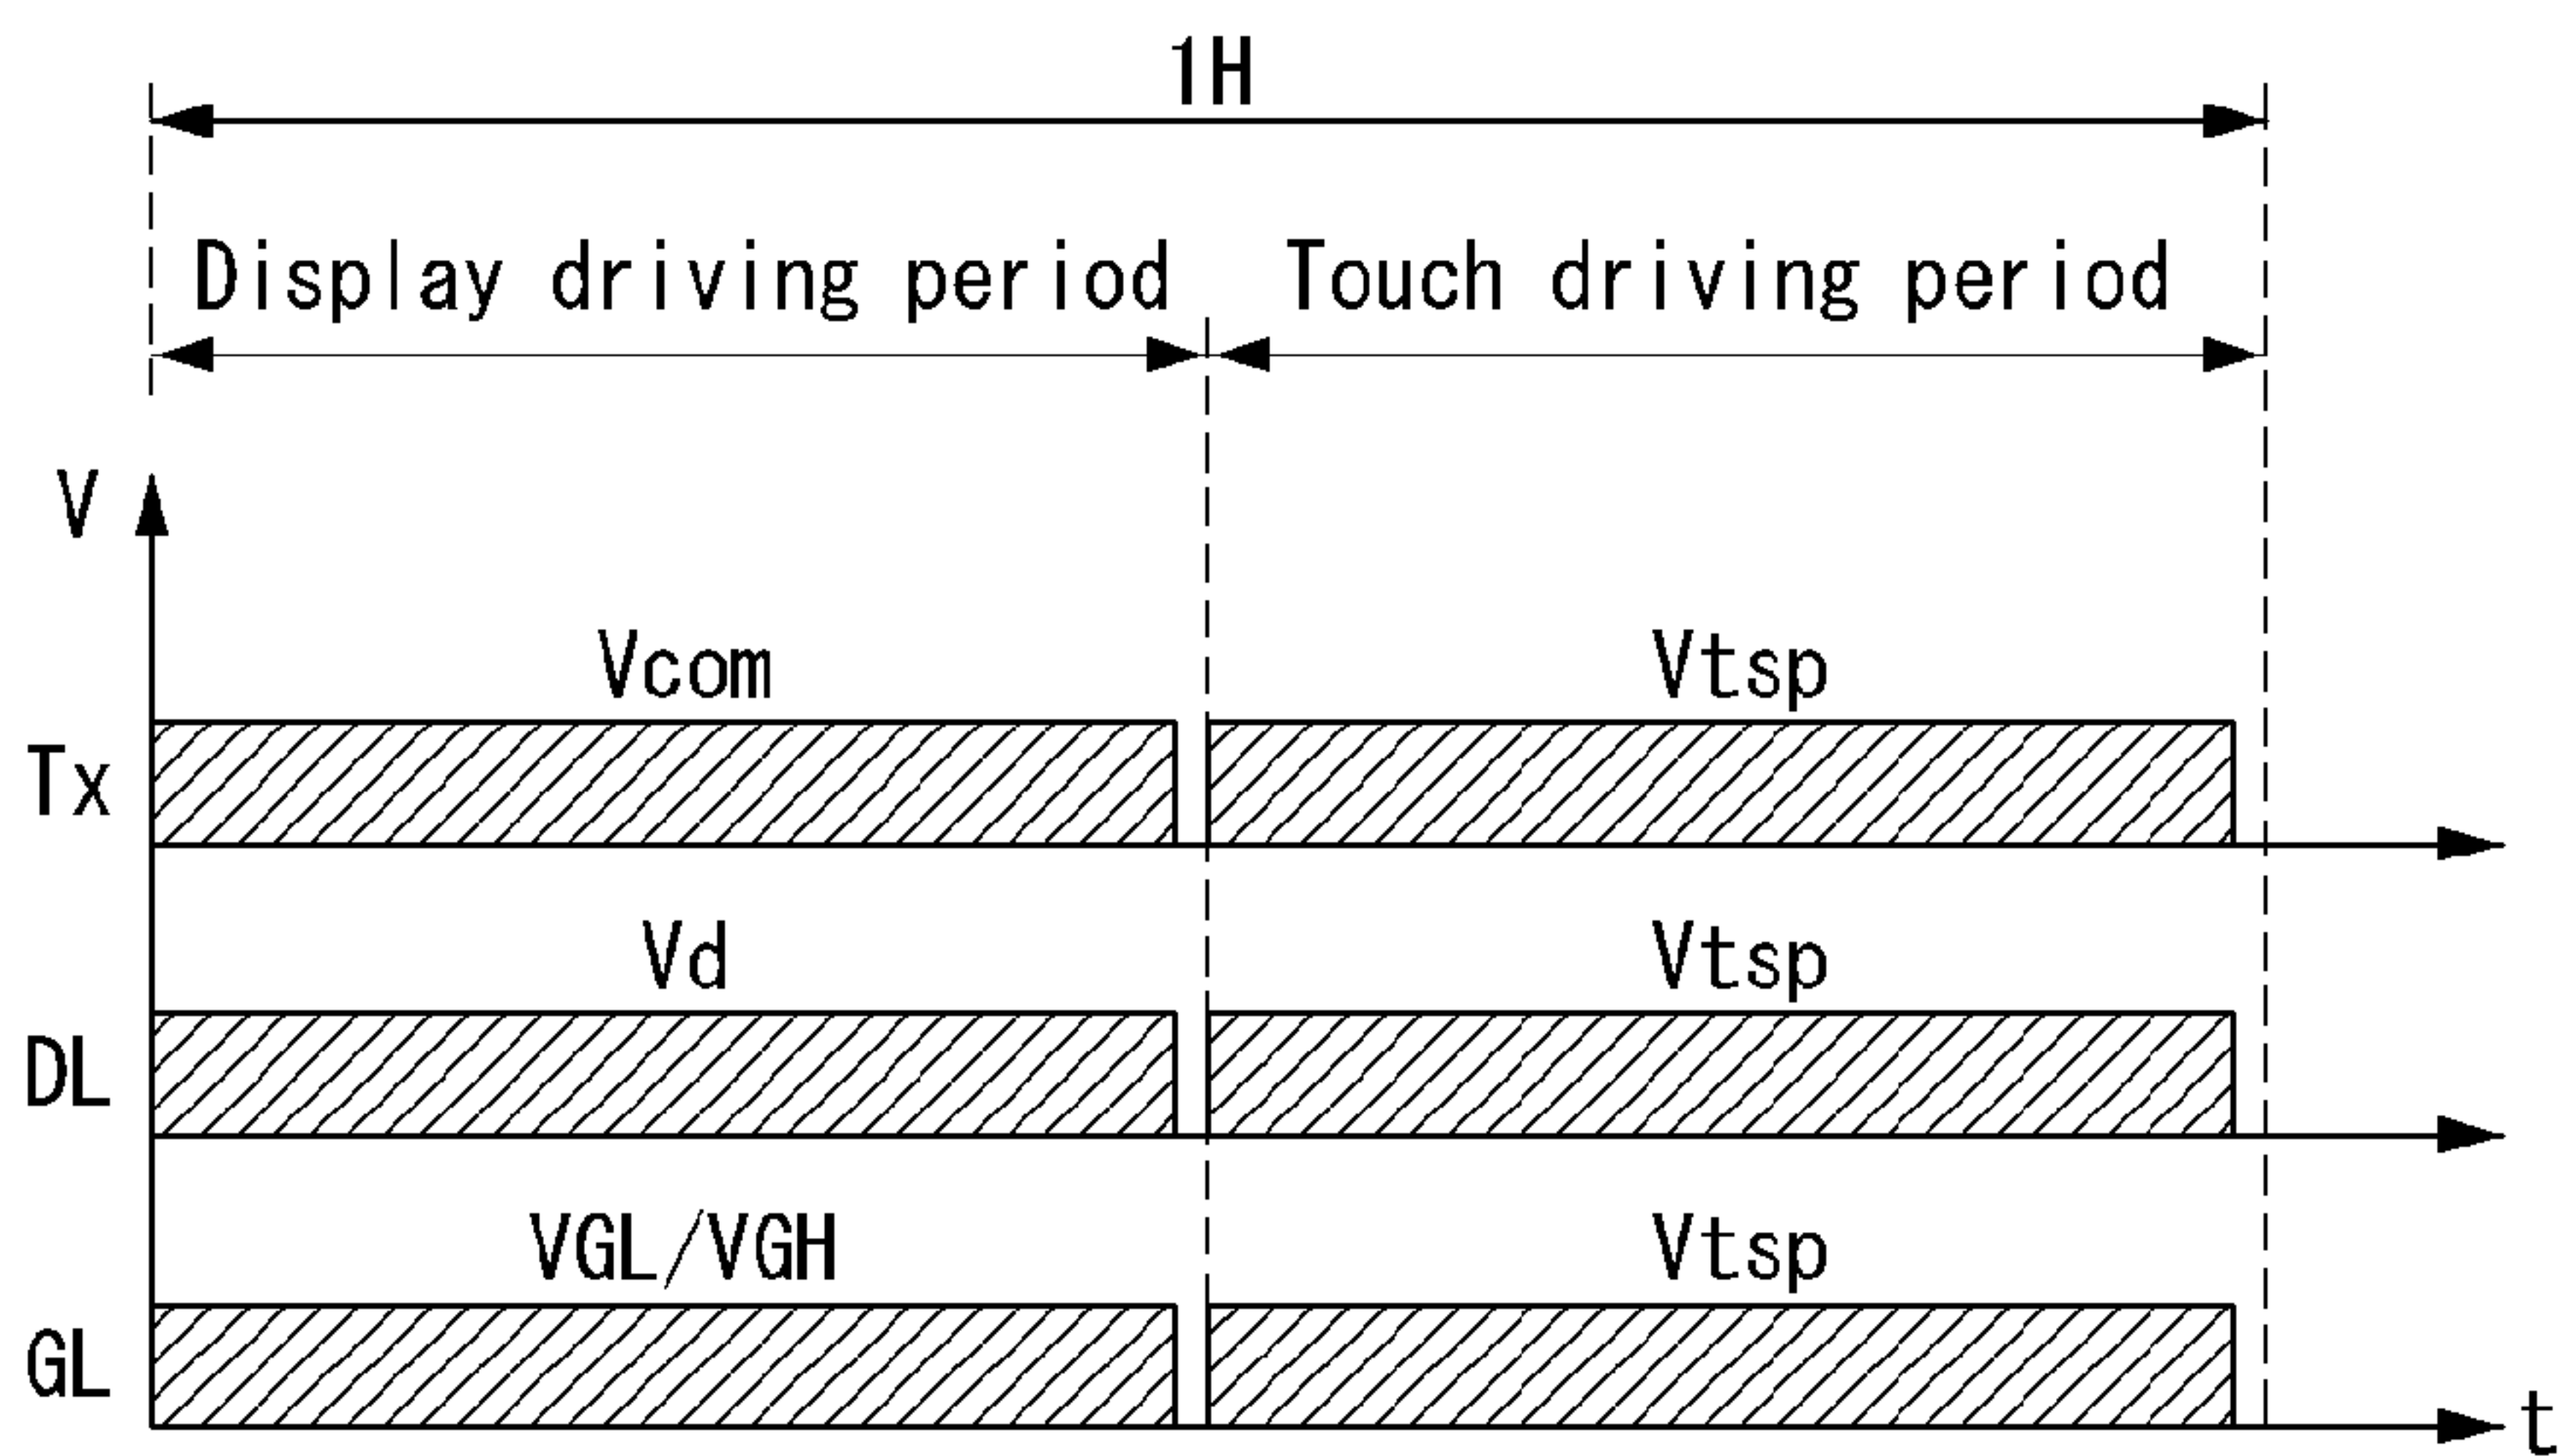 1H
Display driving period Touch driving period
V
Vcom Vtsp
Tx
Vd Vtsp
DL
VGL/VGH Vtsp
GL
t